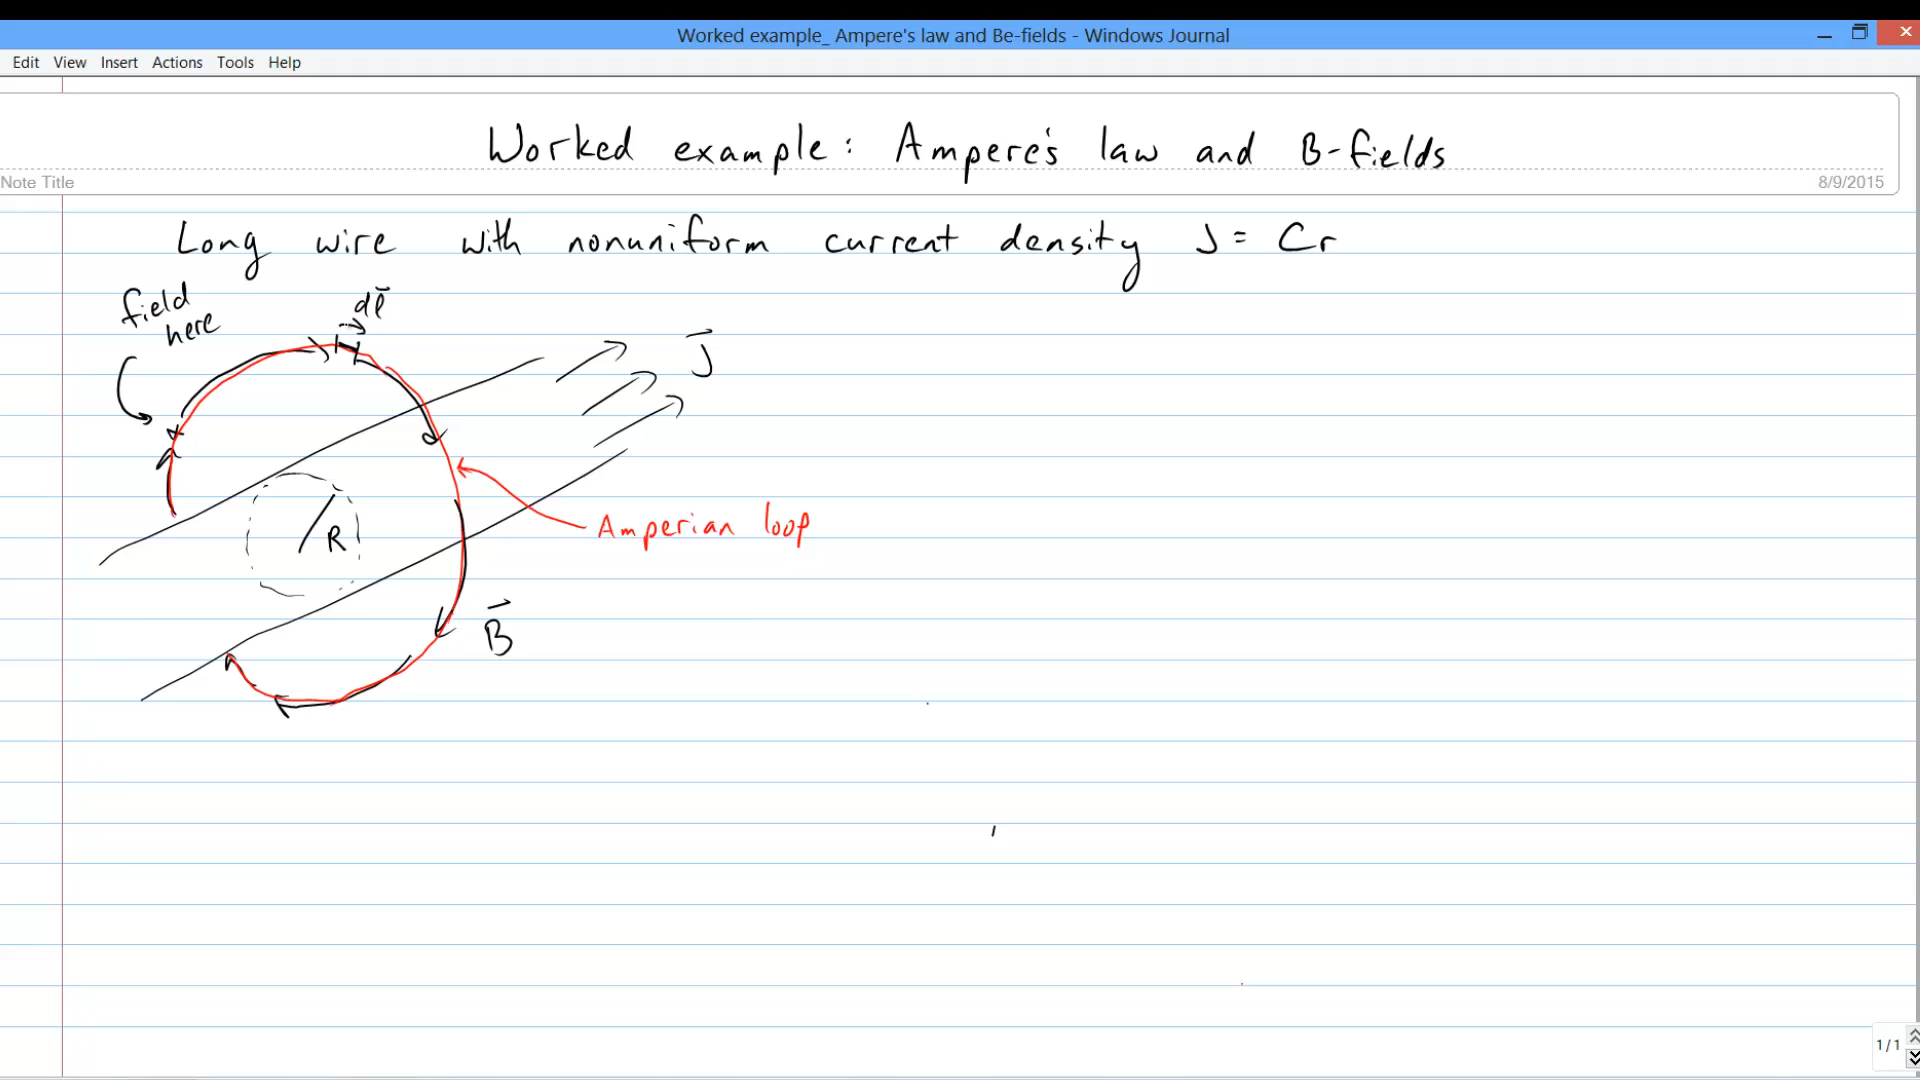 Worked example_ Ampere's law and Be-fields - Windows Journal
Edit View Insert Actions Tools Help
Worked example: Ampere's law and B-fields
Note Title
8/9/2015
Long wire with nonuniform current density J = Cr
field here
dl
J
R
Amperian loop
B
1/1